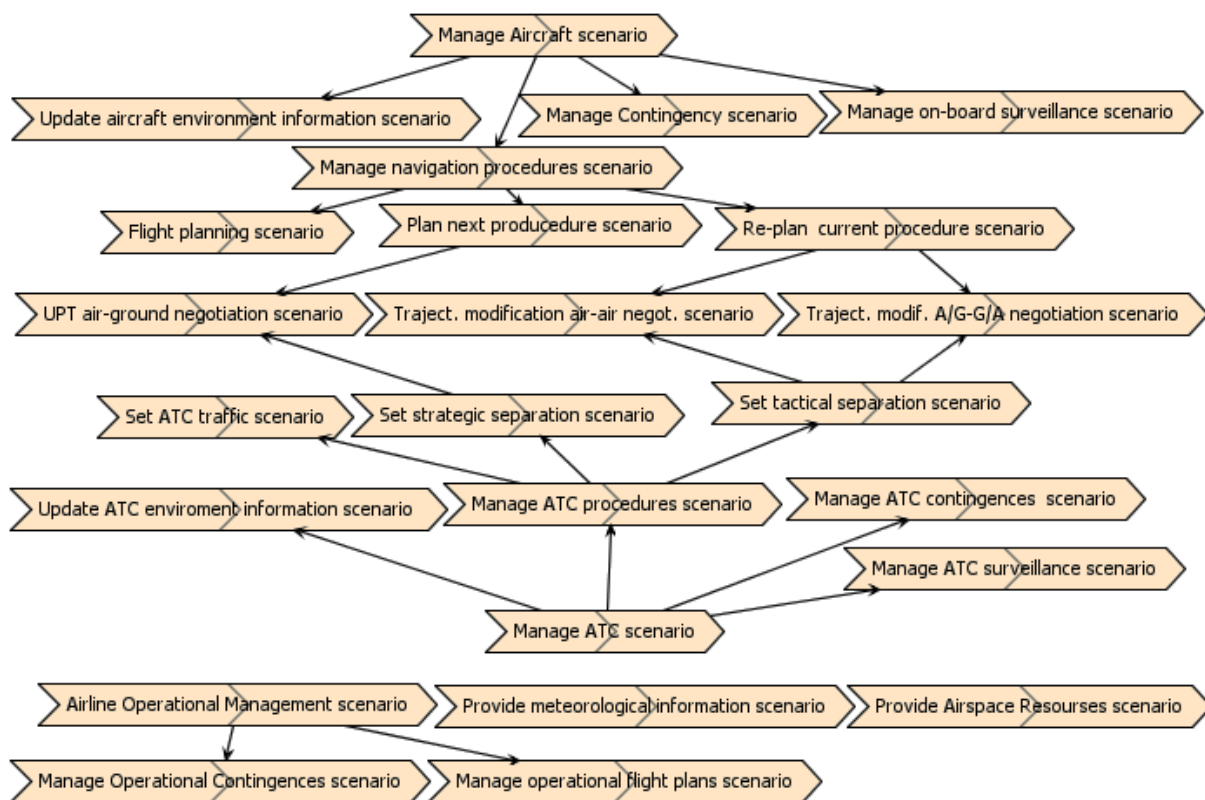 Manage Aircraft scenario
Update aircraft environment information scenario
Manage Contingency scenario
Manage on-board surveillance scenario
Manage navigation procedures scenario
Flight planning scenario
Plan next producedure scenario
Re-plan current procedure scenario
UPT air-ground negotiation scenario
Traject. modification air-air negot. scenario
Traject. modif. A/G-G/A negotiation scenario
Set ATC traffic scenario
Set strategic separation scenario
Set tactical separation scenario
Update ATC enviroment information scenario
Manage ATC procedures scenario
Manage ATC contingences scenario
Manage ATC surveillance scenario
Manage ATC scenario
Airline Operational Management scenario
Provide meteorological information scenario
Provide Airspace Resourses scenario
Manage Operational Contingences scenario
Manage operational flight plans scenario